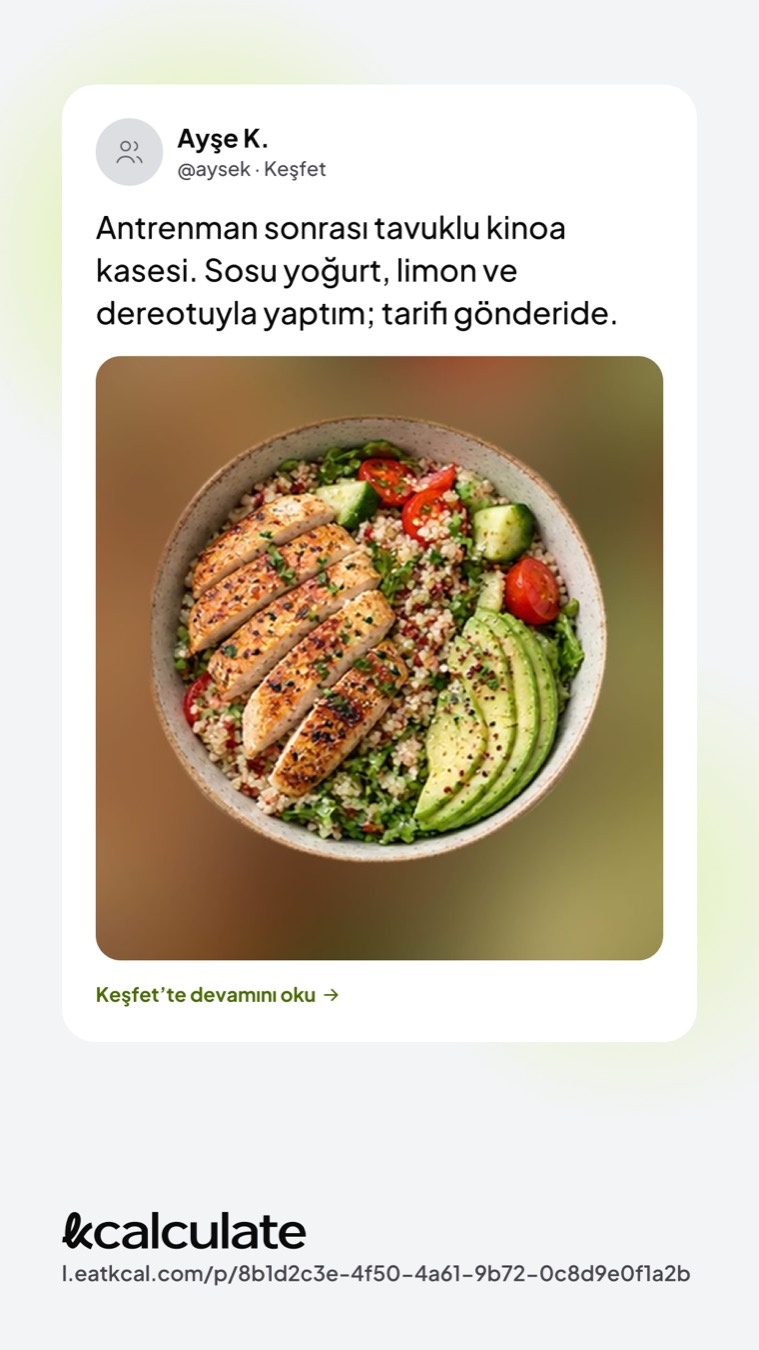 Ayşe K.
@aysek · Keşfet
Antrenman sonrası tavuklu kinoa
kasesi. Sosu yoğurt, limon ve
dereotuyla yaptım; tarifi gönderide.
Keşfet’te devamını oku →
kcalculate
l.eatkcal.com/p/8b1d2c3e-4f50-4a61-9b72-0c8d9e0f1a2b